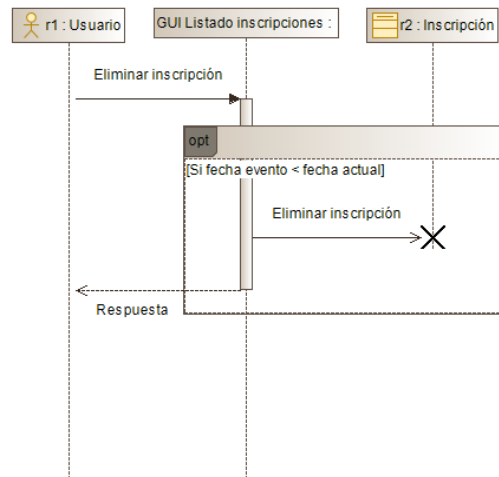 r1 : Usuario
GUI Listado inscripciones :
r2 : Inscripción
Eliminar inscripción
opt
[Si fecha evento < fecha actual]
Eliminar inscripción
Respuesta